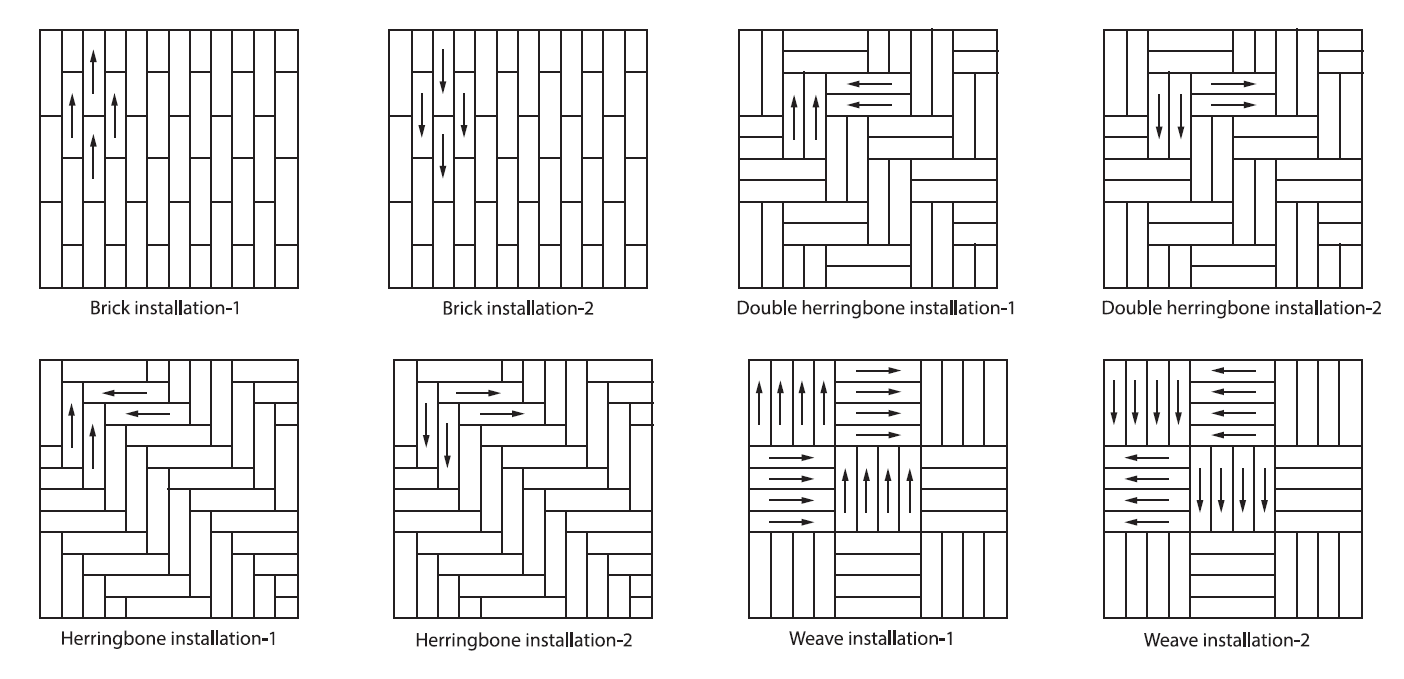 Brick installation-1
Brick installation-2
Double herringbone installation-1
Double herringbone installation-2
Herringbone installation-1
Herringbone installation-2
Weave installation-1
Weave installation-2